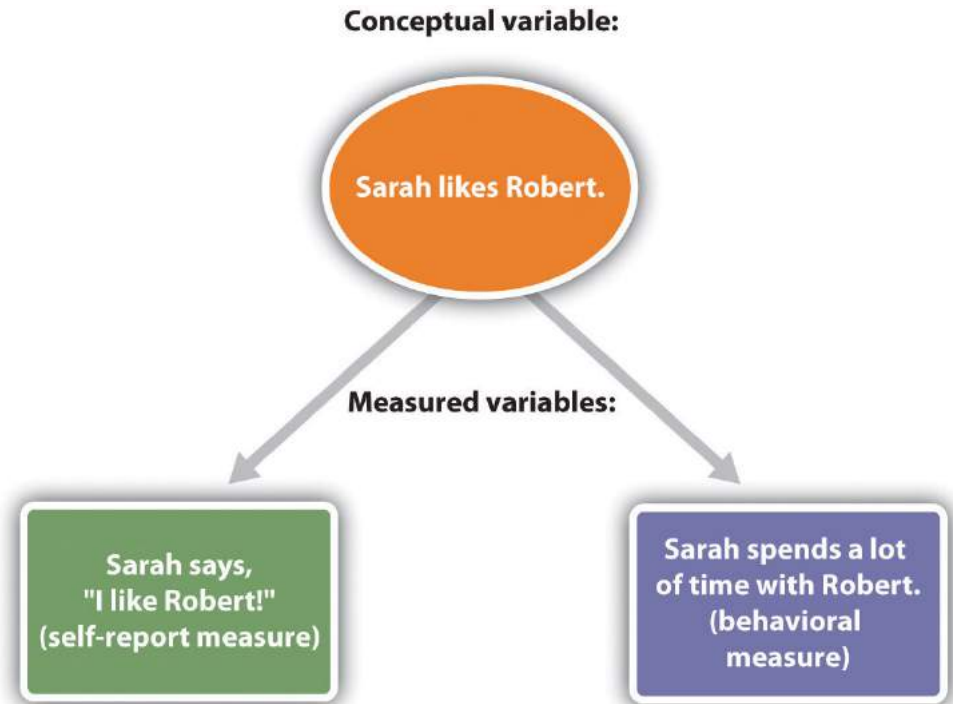 Conceptual variable:
Sarah likes Robert.
Measured variables:
Sarah says,
"I like Robert!"
(self-report measure)
Sarah spends a lot
of time with Robert.
(behavioral
measure)